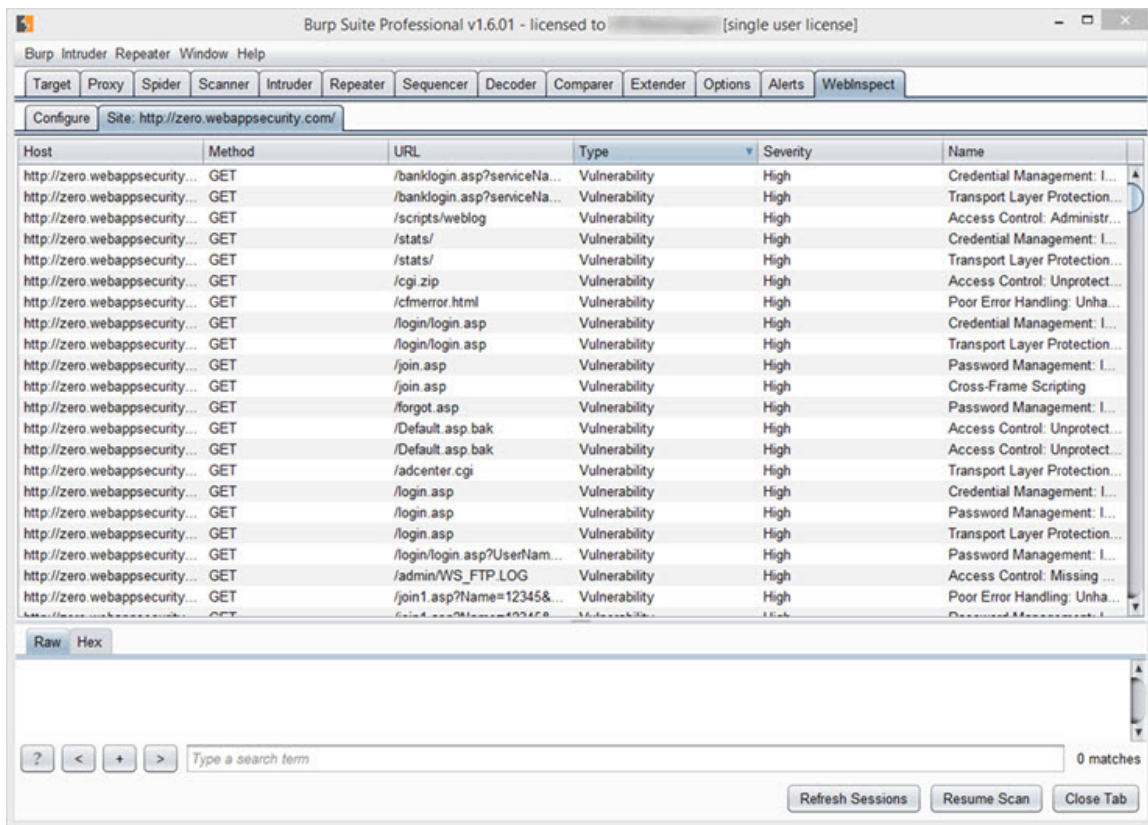 Burp Suite Professional v1.6.01 - licensed to [single user license]
Burp Intruder Repeater Window Help
Target Proxy Spider Scanner Intruder Repeater Sequencer Decoder Comparer Extender Options Alerts WebInspect
Configure Site: http://zero.webappsecurity.com/
Host Method URL Type Severity Name
http://zero.webappsecurity... GET /banklogin.asp?serviceNa... Vulnerability High Credential Management: I...
http://zero.webappsecurity... GET /banklogin.asp?serviceNa... Vulnerability High Transport Layer Protection...
http://zero.webappsecurity... GET /scripts/weblog Vulnerability High Access Control: Administr...
http://zero.webappsecurity... GET /stats/ Vulnerability High Credential Management: I...
http://zero.webappsecurity... GET /stats/ Vulnerability High Transport Layer Protection...
http://zero.webappsecurity... GET /cgi.zip Vulnerability High Access Control: Unprotect...
http://zero.webappsecurity... GET /cfmerror.html Vulnerability High Poor Error Handling: Unha...
http://zero.webappsecurity... GET /login/login.asp Vulnerability High Credential Management: I...
http://zero.webappsecurity... GET /login/login.asp Vulnerability High Transport Layer Protection...
http://zero.webappsecurity... GET /join.asp Vulnerability High Password Management: I...
http://zero.webappsecurity... GET /join.asp Vulnerability High Cross-Frame Scripting
http://zero.webappsecurity... GET /forgot.asp Vulnerability High Password Management: I...
http://zero.webappsecurity... GET /Default.asp.bak Vulnerability High Access Control: Unprotect...
http://zero.webappsecurity... GET /Default.asp.bak Vulnerability High Access Control: Unprotect...
http://zero.webappsecurity... GET /adcenter.cgi Vulnerability High Transport Layer Protection...
http://zero.webappsecurity... GET /login.asp Vulnerability High Credential Management: I...
http://zero.webappsecurity... GET /login.asp Vulnerability High Password Management: I...
http://zero.webappsecurity... GET /login.asp Vulnerability High Transport Layer Protection...
http://zero.webappsecurity... GET /login/login.asp?UserNam... Vulnerability High Password Management: I...
http://zero.webappsecurity... GET /admin/WS_FTP.LOG Vulnerability High Access Control: Missing ...
http://zero.webappsecurity... GET /join1.asp?Name=12345&... Vulnerability High Poor Error Handling: Unha...
Raw Hex
? < + > Type a search term 0 matches
Refresh Sessions Resume Scan Close Tab